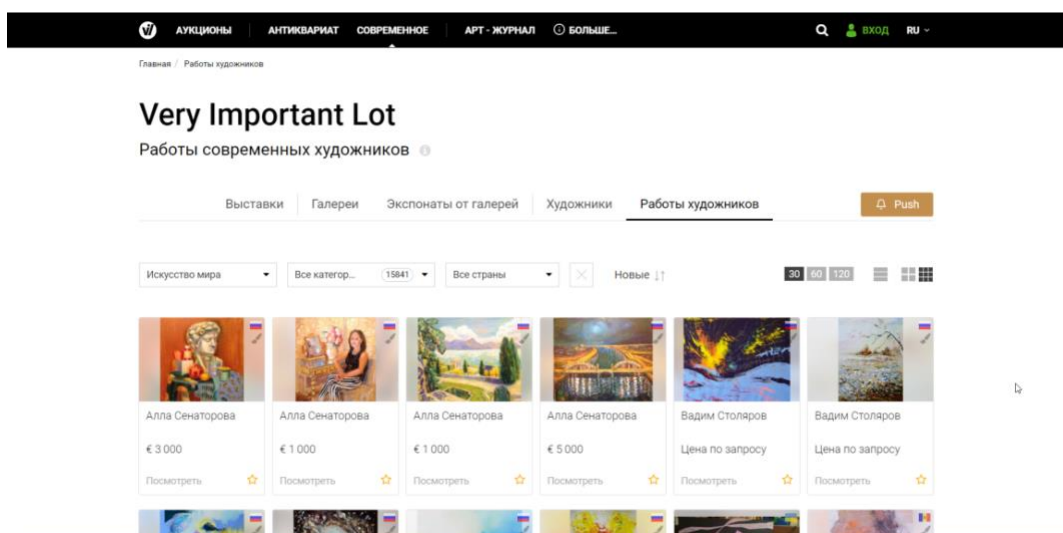 АУКЦИОНЫ АНТИКВАРИАТ СОВРЕМЕННОЕ АРТ - ЖУРНАЛ БОЛЬШЕ... ВХОД RU
Главная / Работы художников
Very Important Lot
Работы современных художников
Выставки Галереи Экспонаты от галерей Художники Работы художников Push
Искусство мира Все категор... 15841 Все страны Новые 30 60 120
Алла Сенаторова Алла Сенаторова Алла Сенаторова Алла Сенаторова Вадим Столяров Вадим Столяров
€ 3 000 € 1 000 € 1 000 € 5 000 Цена по запросу Цена по запросу
Посмотреть Посмотреть Посмотреть Посмотреть Посмотреть Посмотреть